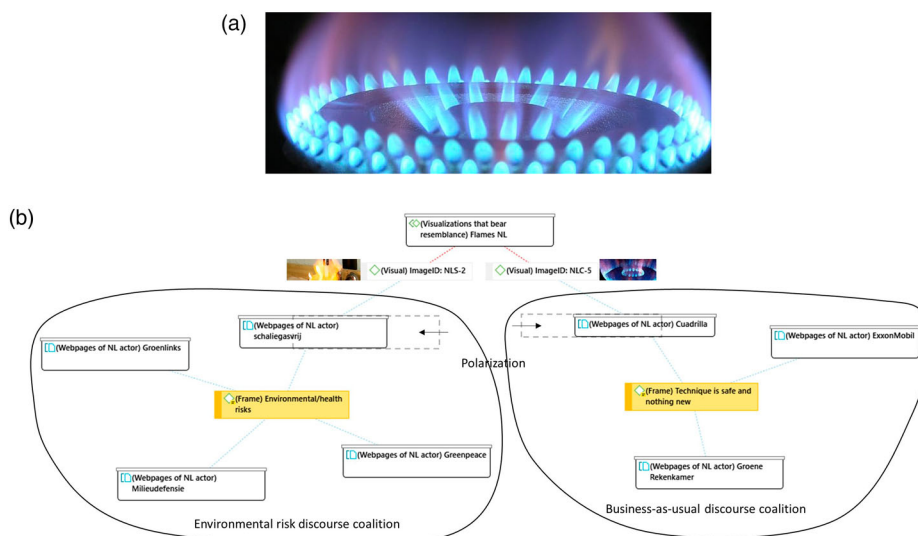 (a)
(b)
(Visualizations that bear
resemblance) Flames NL
(Visual) ImageID: NLS-2
(Visual) ImageID: NLC-5
(Webpages of NL actor)
schaliegasvrij
(Webpages of NL actor) Cuadrilla
(Webpages of NL actor) Groenlinks
(Webpages of NL actor) ExxonMobil
Polarization
(Frame) Environmental/health
risks
(Frame) Technique is safe and
nothing new
(Webpages of NL actor) Greenpeace
(Webpages of NL actor)
Milieudefensie
(Webpages of NL actor) Groene
Rekenkamer
Environmental risk discourse coalition
Business-as-usual discourse coalition